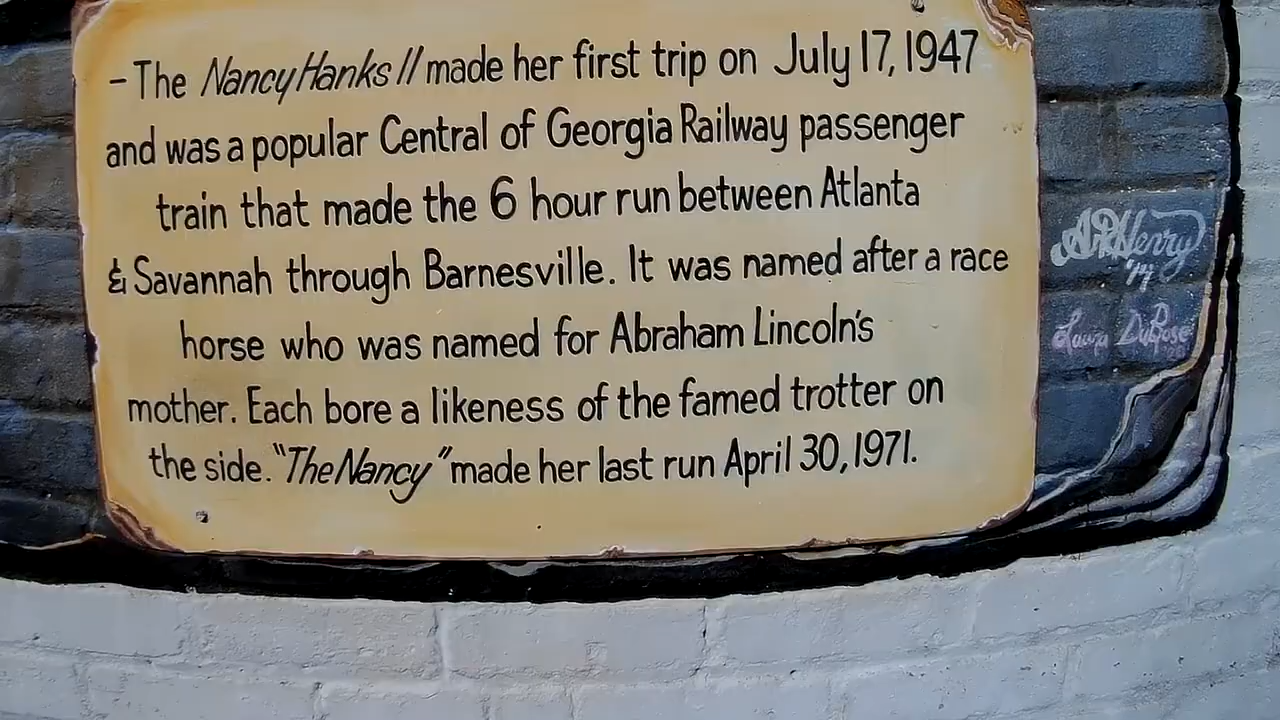 - The Nancy Hanks II made her first trip on July 17, 1947
and was a popular Central of Georgia Railway passenger
train that made the 6 hour run between Atlanta
& Savannah through Barnesville. It was named after a race
horse who was named for Abraham Lincoln's
mother. Each bore a likeness of the famed trotter on
the side. "The Nancy" made her last run April 30, 1971.
Henry
Laura DuBose